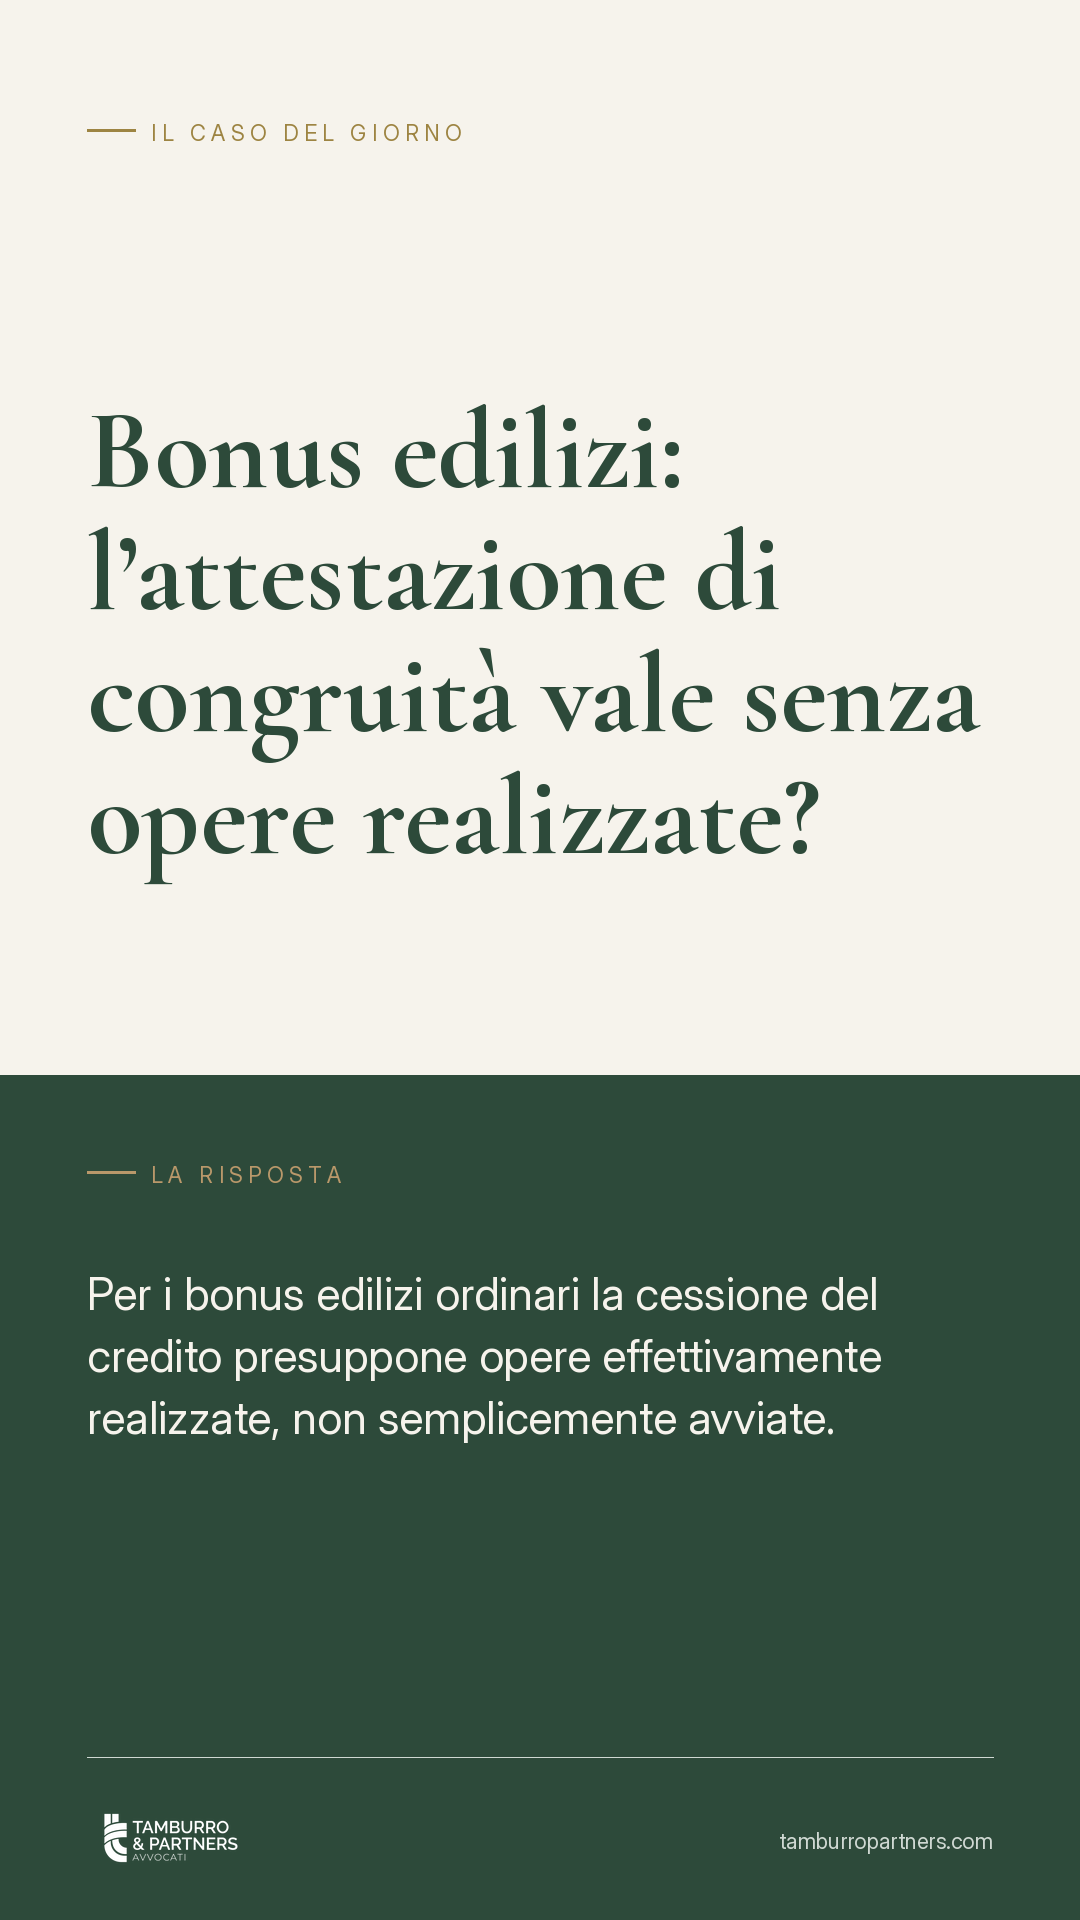 IL CASO DEL GIORNO
Bonus edilizi:
l’attestazione di
congruità vale senza
opere realizzate?
LA RISPOSTA
Per i bonus edilizi ordinari la cessione del
credito presuppone opere effettivamente
realizzate, non semplicemente avviate.
TAMBURRO
& PARTNERS
AVVOCATI
tamburropartners.com